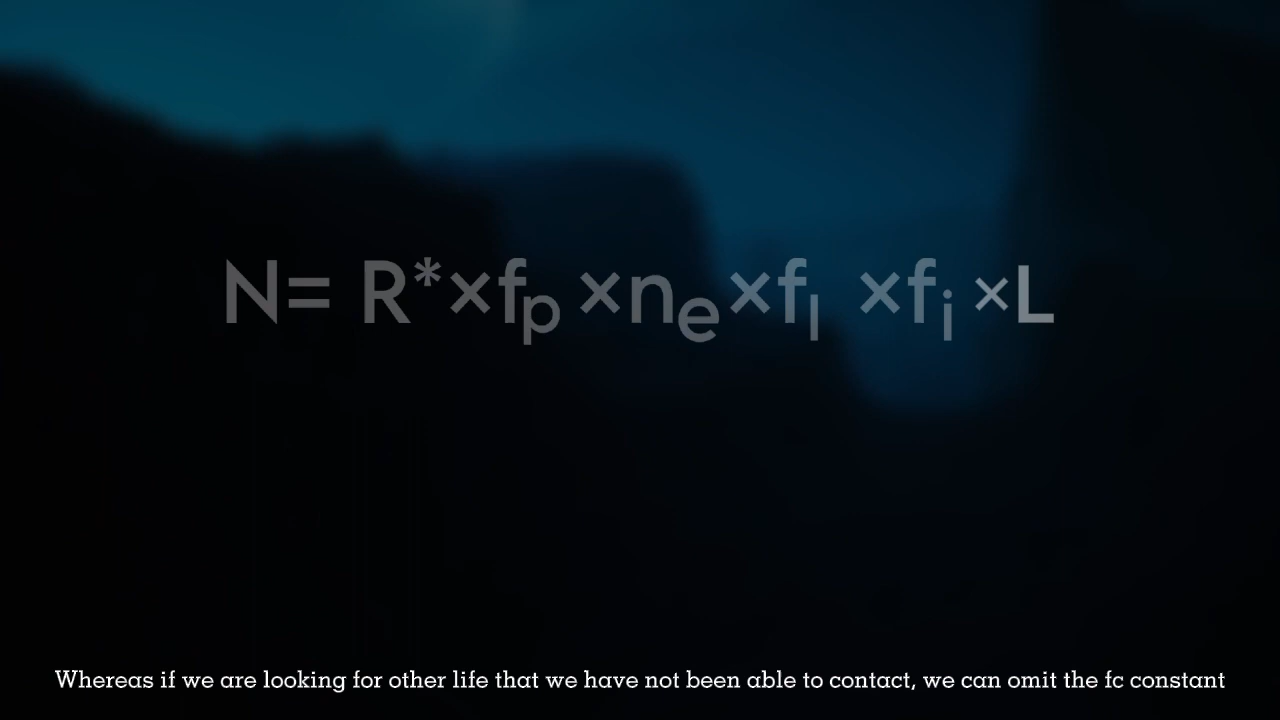 N= R*×fp ×ne×fl ×fi ×L
Whereas if we are looking for other life that we have not been able to contact, we can omit the fc constant